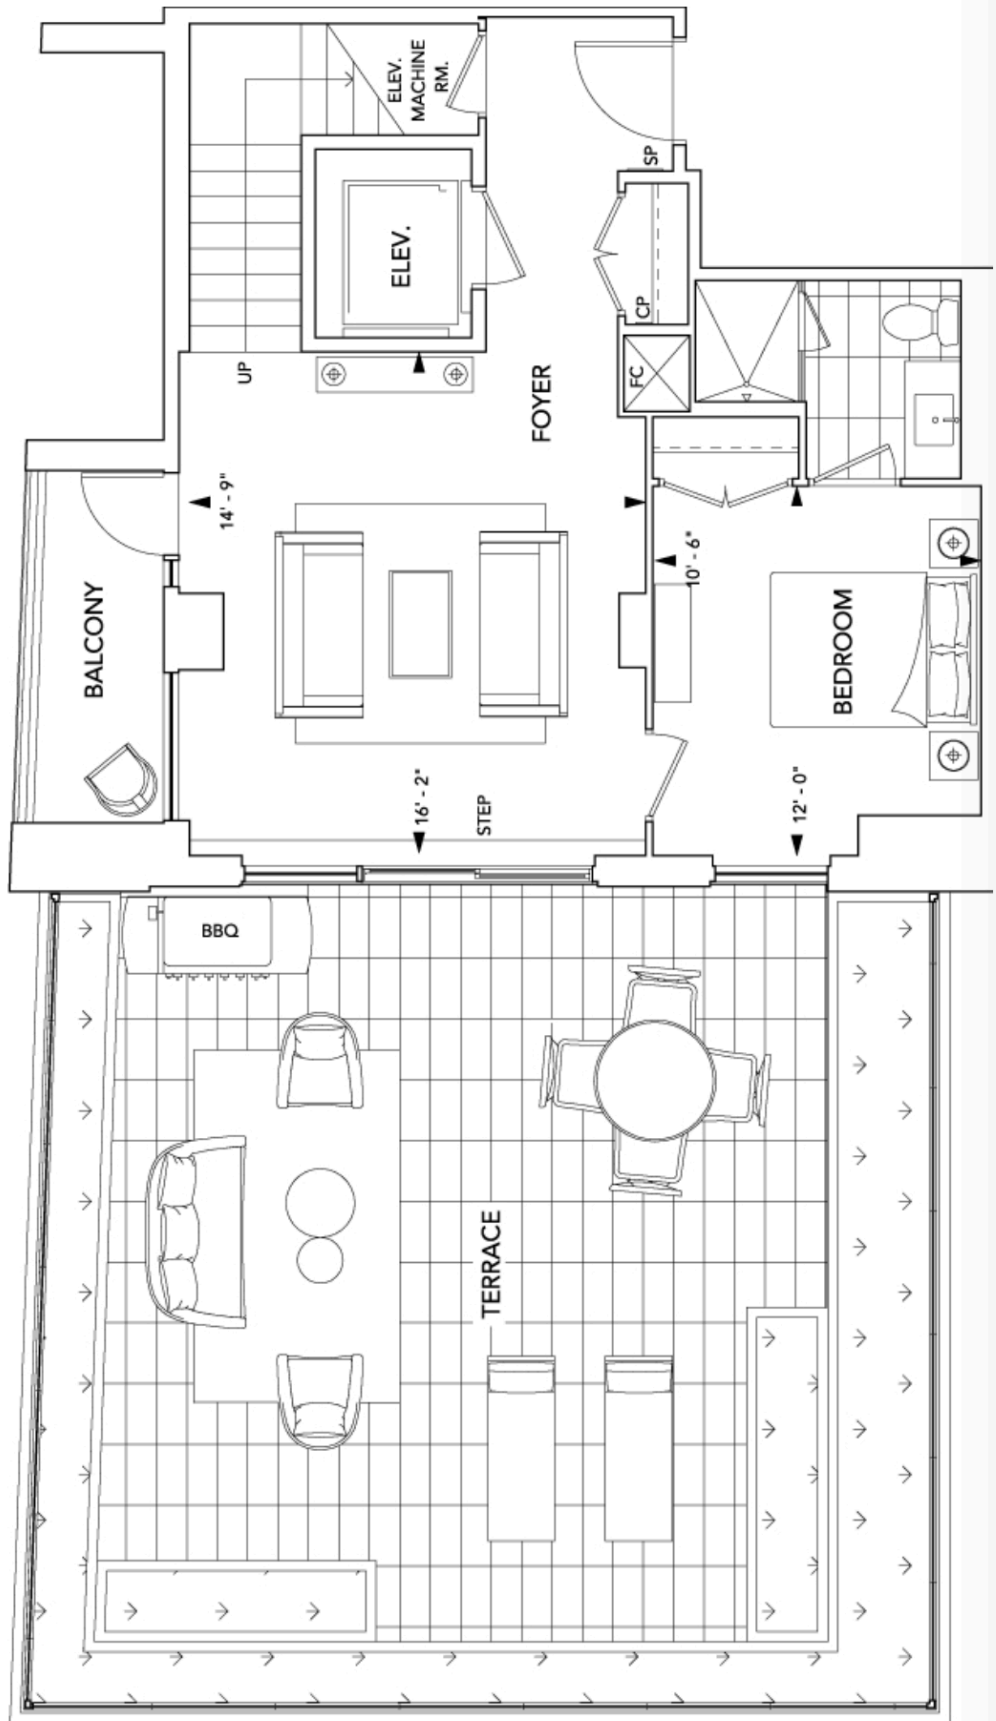 ELEV.
MACHINE
RM.
SP
ELEV.
CP
UP
FC
FOYER
14' - 9"
10' - 6"
BALCONY
BEDROOM
16' - 2"
STEP
12' - 0"
BBQ
TERRACE